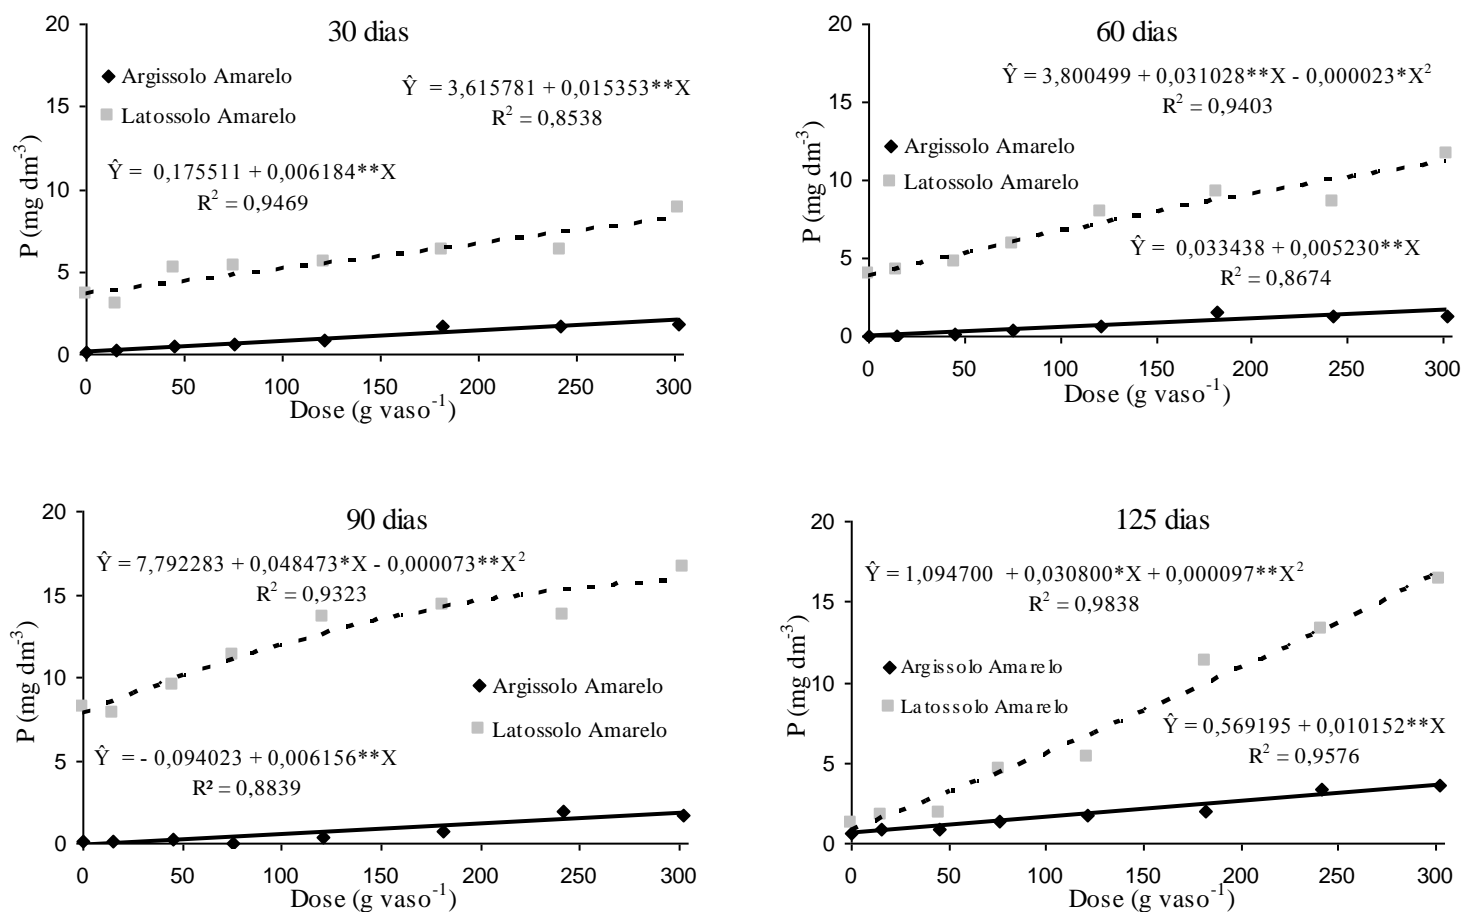 30 dias
20
15
10
5
0
P (mg dm⁻³)
Argissolo Amarelo
Latossolo Amarelo
Ŷ = 3,615781 + 0,015353**X
R² = 0,8538
Ŷ = 0,175511 + 0,006184**X
R² = 0,9469
0 50 100 150 200 250 300
Dose (g vaso⁻¹)
60 dias
20
15
10
5
0
P (mg dm⁻³)
Ŷ = 3,800499 + 0,031028**X - 0,000023*X²
R² = 0,9403
Argissolo Amarelo
Latossolo Amarelo
Ŷ = 0,033438 + 0,005230**X
R² = 0,8674
0 50 100 150 200 250 300
Dose (g vaso⁻¹)
90 dias
20
15
10
5
0
P (mg dm⁻³)
Ŷ = 7,792283 + 0,048473*X - 0,000073**X²
R² = 0,9323
Argissolo Amarelo
Latossolo Amarelo
Ŷ = - 0,094023 + 0,006156**X
R² = 0,8839
0 50 100 150 200 250 300
Dose (g vaso⁻¹)
125 dias
20
15
10
5
0
P (mg dm⁻³)
Ŷ = 1,094700 + 0,030800*X + 0,000097**X²
R² = 0,9838
Argissolo Amarelo
Latossolo Amarelo
Ŷ = 0,569195 + 0,010152**X
R² = 0,9576
0 50 100 150 200 250 300
Dose (g vaso⁻¹)